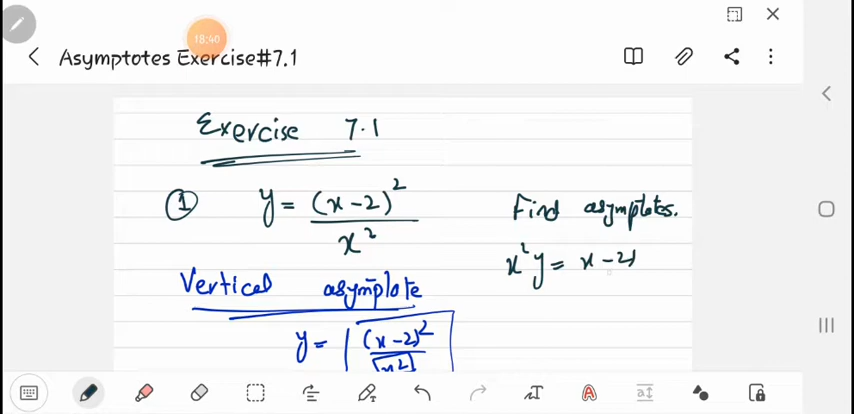 18:40
Asymptotes Exercise#7.1
Exercise 7.1
① y = (x-2)² / x²
Find asymptotes.
x²y = x-2
Vertical asymptote
y = (x-2)² / x²